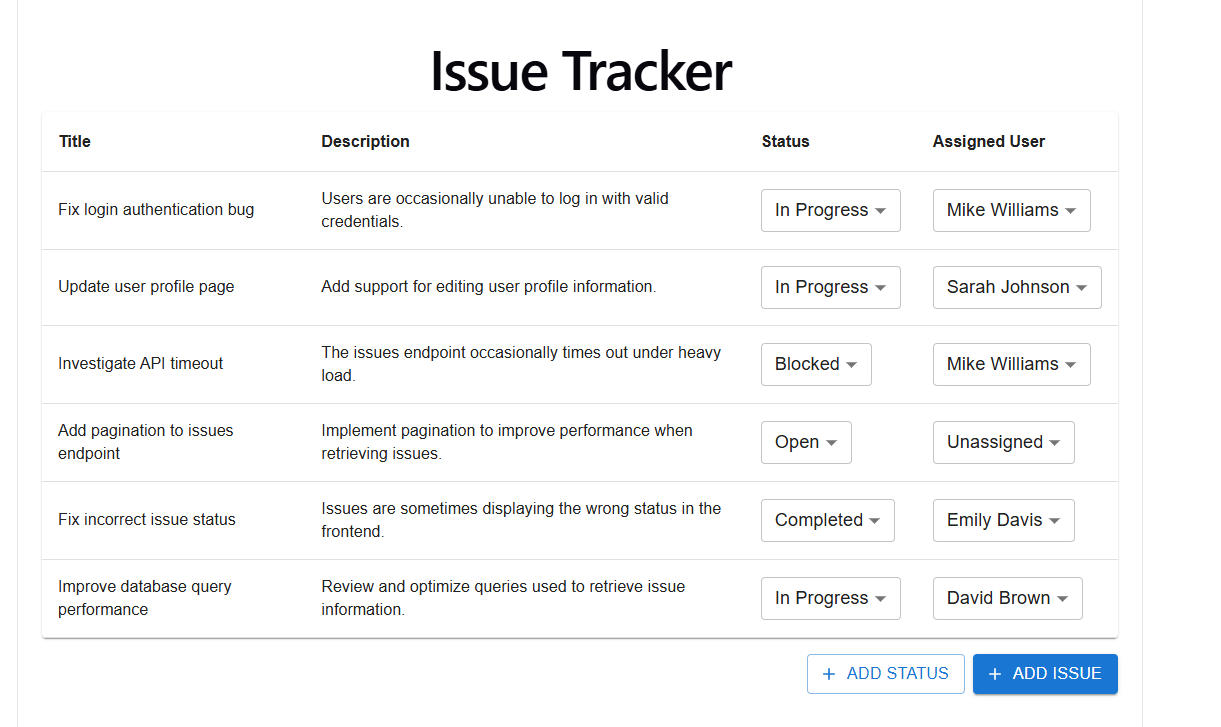 Issue Tracker
Title Description Status Assigned User
Fix login authentication bug
Users are occasionally unable to log in with valid
credentials.
In Progress
Mike Williams
Update user profile page
Add support for editing user profile information.
In Progress
Sarah Johnson
Investigate API timeout
The issues endpoint occasionally times out under heavy
load.
Blocked
Mike Williams
Add pagination to issues
endpoint
Implement pagination to improve performance when
retrieving issues.
Open
Unassigned
Fix incorrect issue status
Issues are sometimes displaying the wrong status in the
frontend.
Completed
Emily Davis
Improve database query
performance
Review and optimize queries used to retrieve issue
information.
In Progress
David Brown
+ ADD STATUS
+ ADD ISSUE